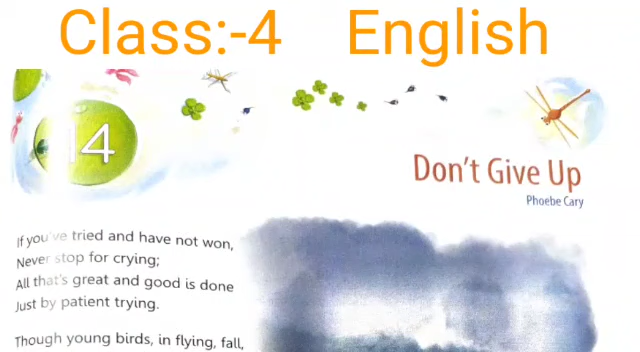 Class:-4 English
14
Don't Give Up
Phoebe Cary
If you've tried and have not won,
Never stop for crying;
All that's great and good is done
Just by patient trying.
Though young birds, in flying, fall,